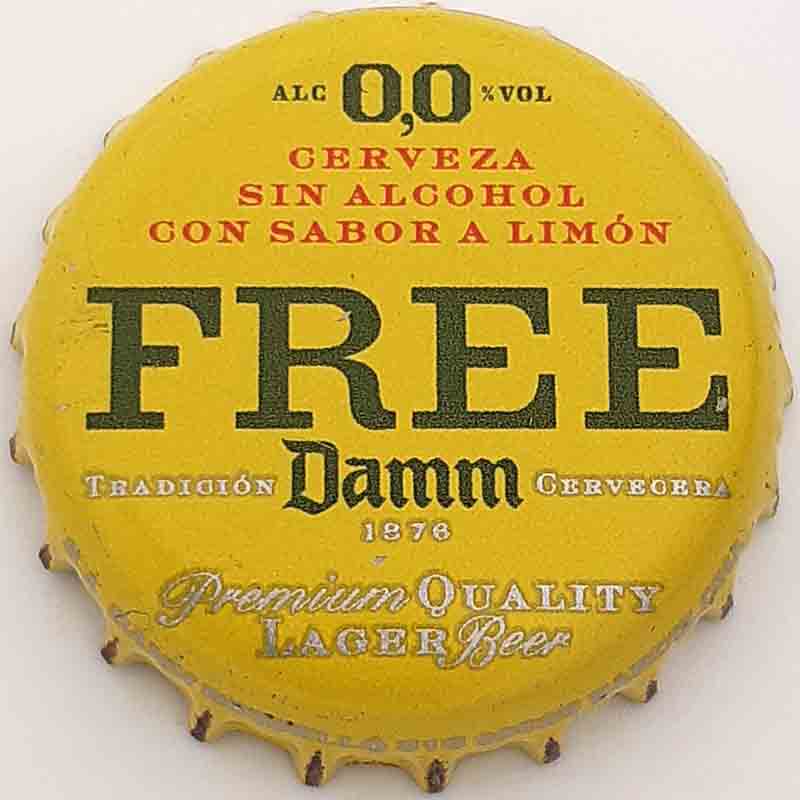 ALC 0,0 % VOL
CERVEZA
SIN ALCOHOL
CON SABOR A LIMÓN
FREE
TRADICIÓN Damm CERVECERA
1876
Premium QUALITY
LAGER Beer